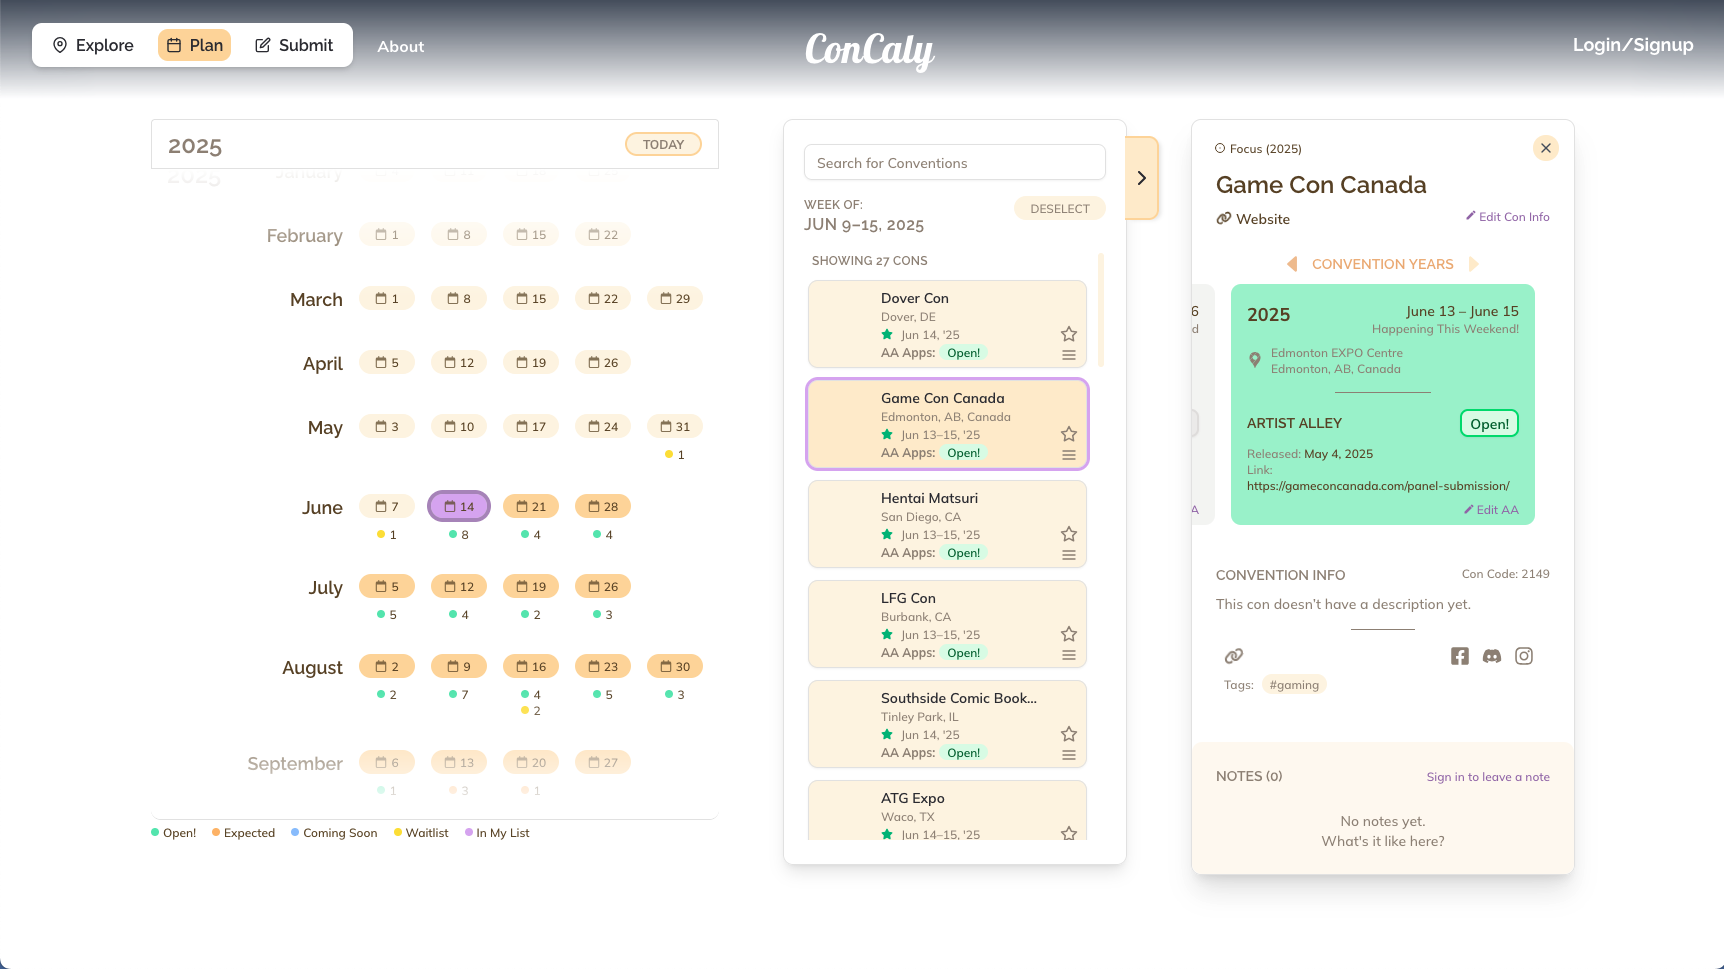 Explore
Plan
Submit
About
ConCaly
Login/Signup
2025
TODAY
2025
January
February 1 8 15 22
March 1 8 15 22 29
April 5 12 19 26
May 3 10 17 24 31
1
June 7 14 21 28
1 8 4 4
July 5 12 19 26
5 4 2 3
August 2 9 16 23 30
2 7 4 5 3
2
September 6 13 20 27
1 3 1
Open! Expected Coming Soon Waitlist In My List
Search for Conventions
WEEK OF:
JUN 9–15, 2025
DESELECT
SHOWING 27 CONS
Dover Con
Dover, DE
Jun 14, '25
AA Apps: Open!
Game Con Canada
Edmonton, AB, Canada
Jun 13–15, '25
AA Apps: Open!
Hentai Matsuri
San Diego, CA
Jun 13–15, '25
AA Apps: Open!
LFG Con
Burbank, CA
Jun 13–15, '25
AA Apps: Open!
Southside Comic Book...
Tinley Park, IL
Jun 14, '25
AA Apps: Open!
ATG Expo
Waco, TX
Jun 14–15, '25
Focus (2025)
Game Con Canada
Website
Edit Con Info
CONVENTION YEARS
6
d
A
2025
June 13 – June 15
Happening This Weekend!
Edmonton EXPO Centre
Edmonton, AB, Canada
ARTIST ALLEY
Open!
Released: May 4, 2025
Link:
https://gameconcanada.com/panel-submission/
Edit AA
CONVENTION INFO
Con Code: 2149
This con doesn't have a description yet.
Tags: #gaming
NOTES (0)
Sign in to leave a note
No notes yet.
What's it like here?